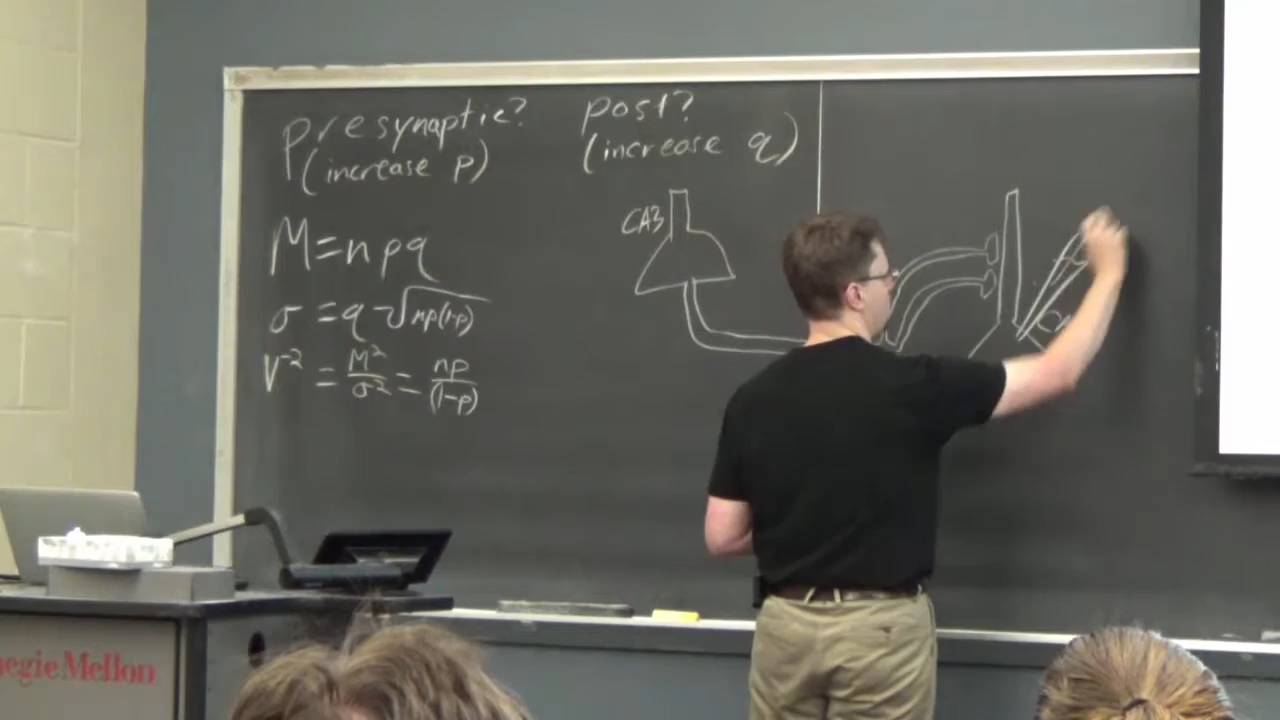 presynaptic?
(increase p)
post?
(increase q)
M=npq
σ = q √np(1-p)
V⁻² = M²/σ² = np/(1-p)
CA3
negie Mellon